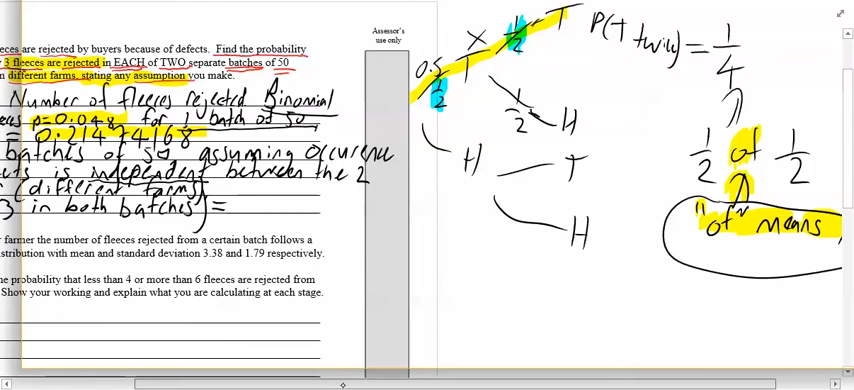 eeces are rejected by buyers because of defects. Find the probability
3 fleeces are rejected in EACH of TWO separate batches of 50
n different farms, stating any assumption you make.
Number of fleeces rejected Binomial
eces p=0.048 for 1 batch of 50
= 0.214774168
batches of 50 assuming occurence
cts is independent between the 2
(different farms)
3 in both batches) =
farmer the number of fleeces rejected from a certain batch follows a
stribution with mean and standard deviation 3.38 and 1.79 respectively.
he probability that less than 4 or more than 6 fleeces are rejected from
Show your working and explain what you are calculating at each stage.
Assessor's
use only
0.5
1/2
T
X
1/2
T
1/2
H
H
T
H
P(T twice) = 1/4
1/2 of 1/2
"of" means